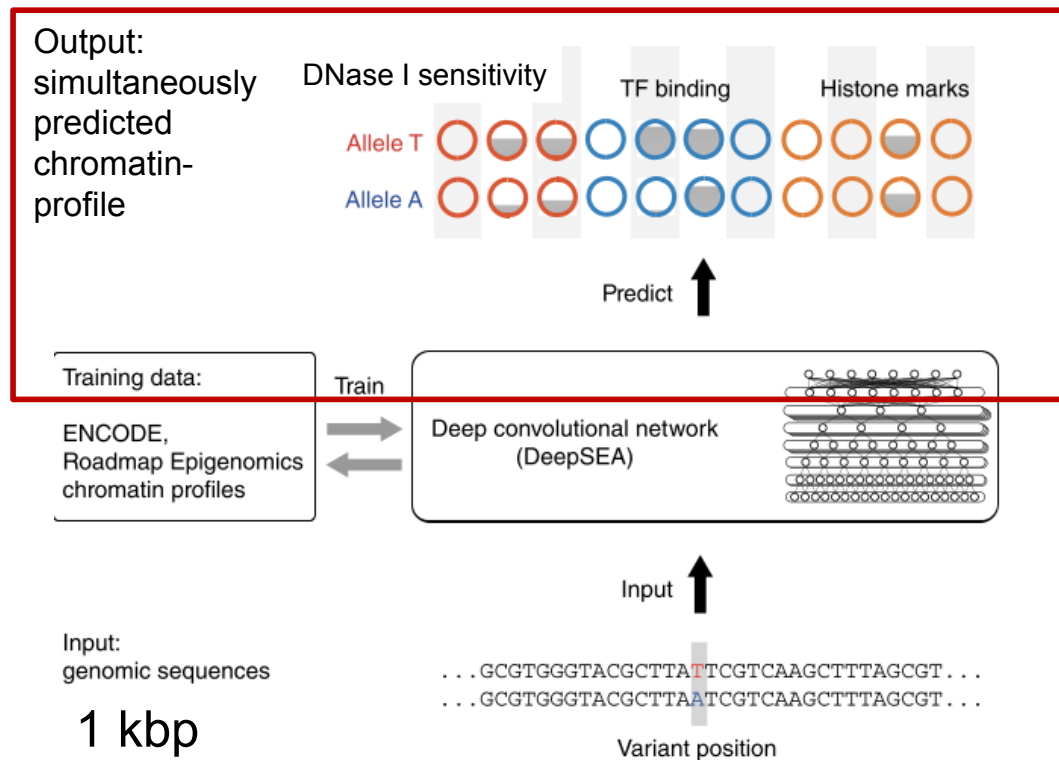 Output:
simultaneously
predicted
chromatin-
profile
DNase I sensitivity
TF binding
Histone marks
Allele T
Allele A
Predict
Training data:
ENCODE,
Roadmap Epigenomics
chromatin profiles
Train
Deep convolutional network
(DeepSEA)
Input
Input:
genomic sequences
1 kbp
...GCGTGGGTACGCTTATTCGTCAAGCTTTAGCGT...
...GCGTGGGTACGCTTAATCGTCAAGCTTTAGCGT...
Variant position